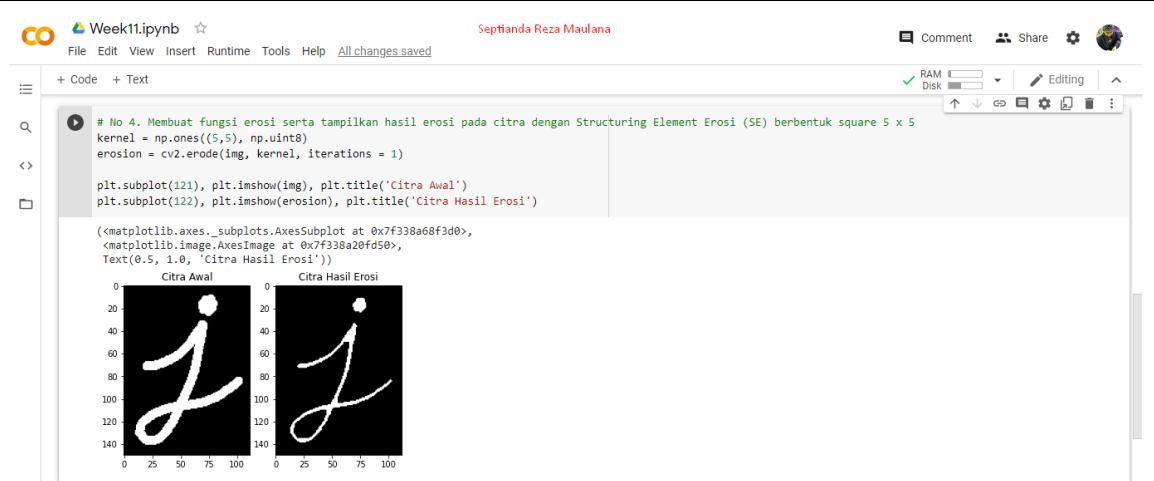 Week11.ipynb
Septianda Reza Maulana
File Edit View Insert Runtime Tools Help All changes saved
Comment Share
+ Code + Text
RAM
Disk
Editing
# No 4. Membuat fungsi erosi serta tampilkan hasil erosi pada citra dengan Structuring Element Erosi (SE) berbentuk square 5 x 5
kernel = np.ones((5,5), np.uint8)
erosion = cv2.erode(img, kernel, iterations = 1)
plt.subplot(121), plt.imshow(img), plt.title('Citra Awal')
plt.subplot(122), plt.imshow(erosion), plt.title('Citra Hasil Erosi')
(<matplotlib.axes._subplots.AxesSubplot at 0x7f338a68f3d0>,
<matplotlib.image.AxesImage at 0x7f338a20fd50>,
Text(0.5, 1.0, 'Citra Hasil Erosi'))
Citra Awal
0
20
40
60
80
100
120
140
0 25 50 75 100
Citra Hasil Erosi
0
20
40
60
80
100
120
140
0 25 50 75 100